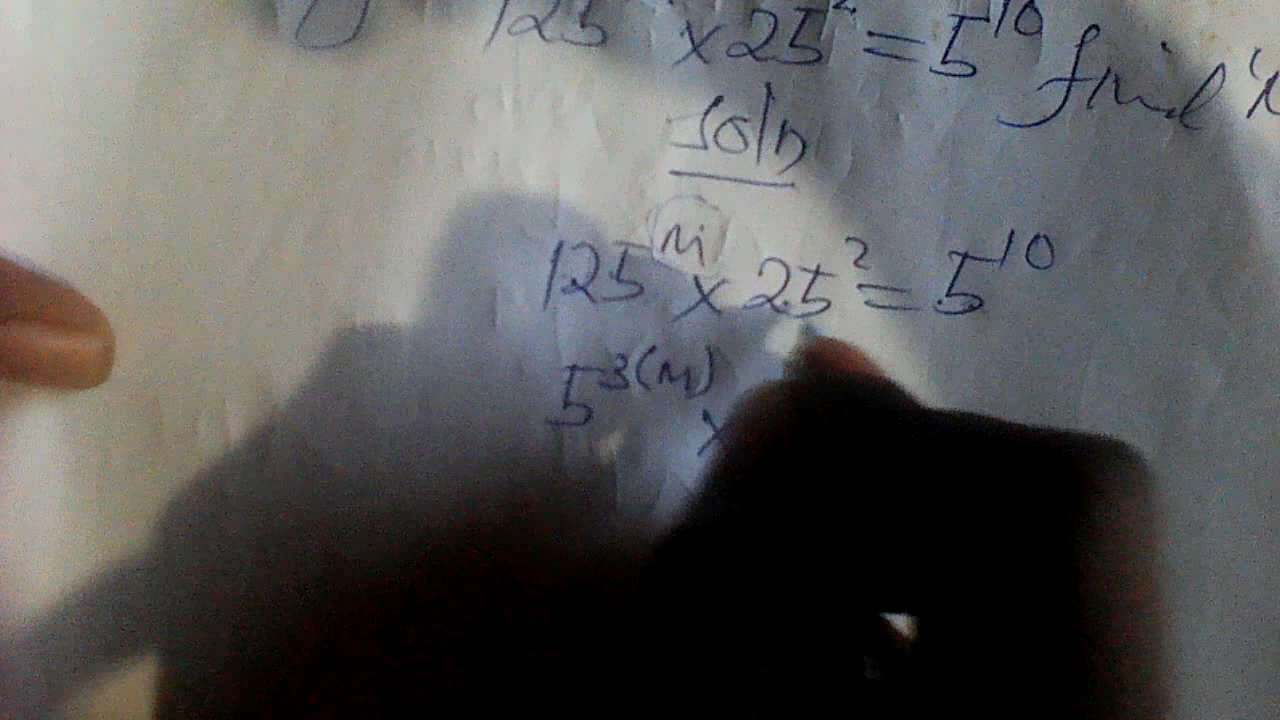 125 × 25² = 5¹⁰ find
Soln
125ᵐ × 25² = 5¹⁰
5³⁽ᵐ⁾ ×